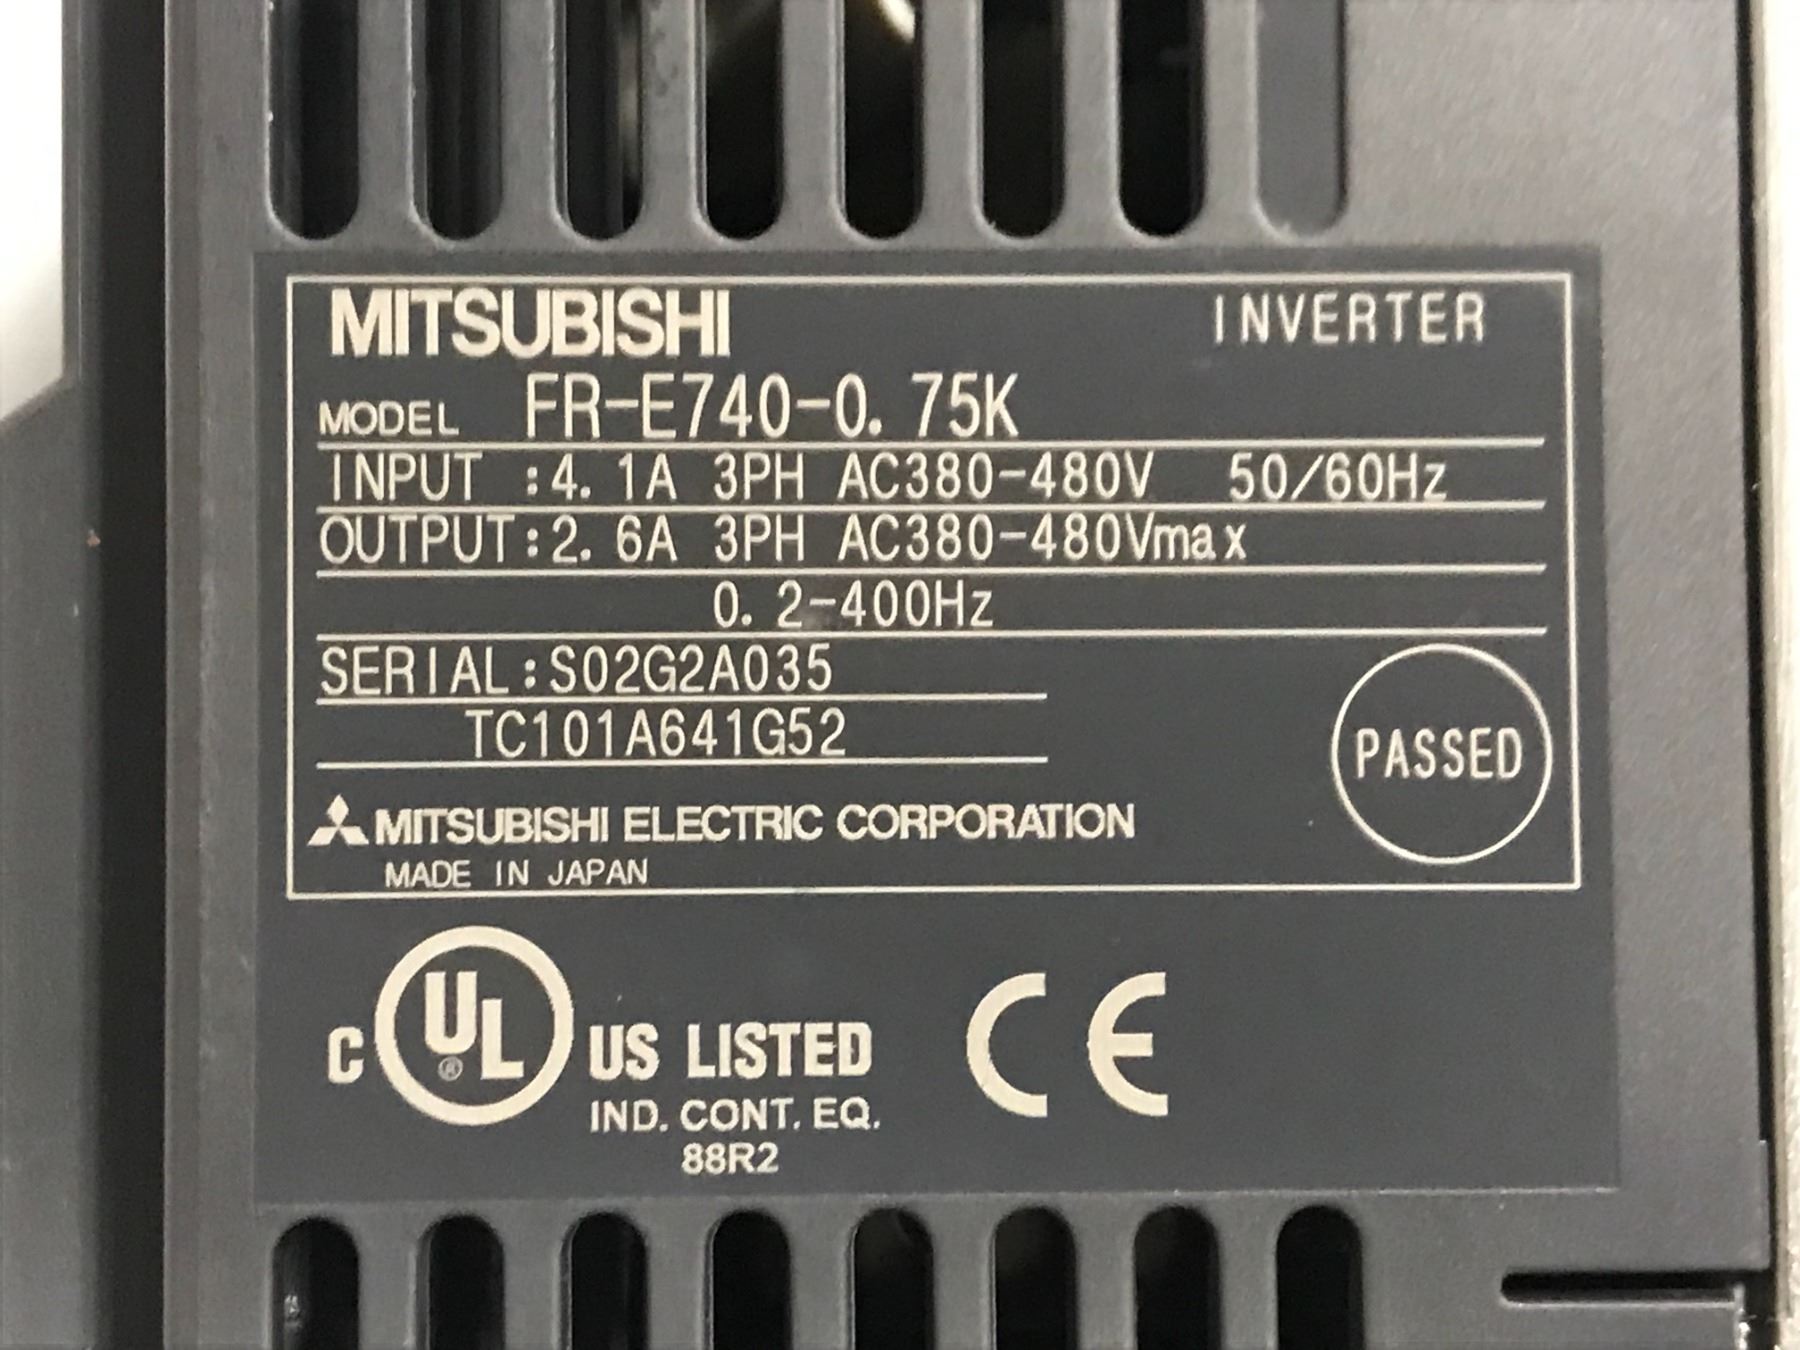 MITSUBISHI INVERTER
MODEL FR-E740-0.75K
INPUT :4.1A 3PH AC380-480V 50/60Hz
OUTPUT:2.6A 3PH AC380-480Vmax
0.2-400Hz
SERIAL:S02G2A035
TC101A641G52
PASSED
MITSUBISHI ELECTRIC CORPORATION
MADE IN JAPAN
C UL® US LISTED CE
IND. CONT. EQ.
88R2